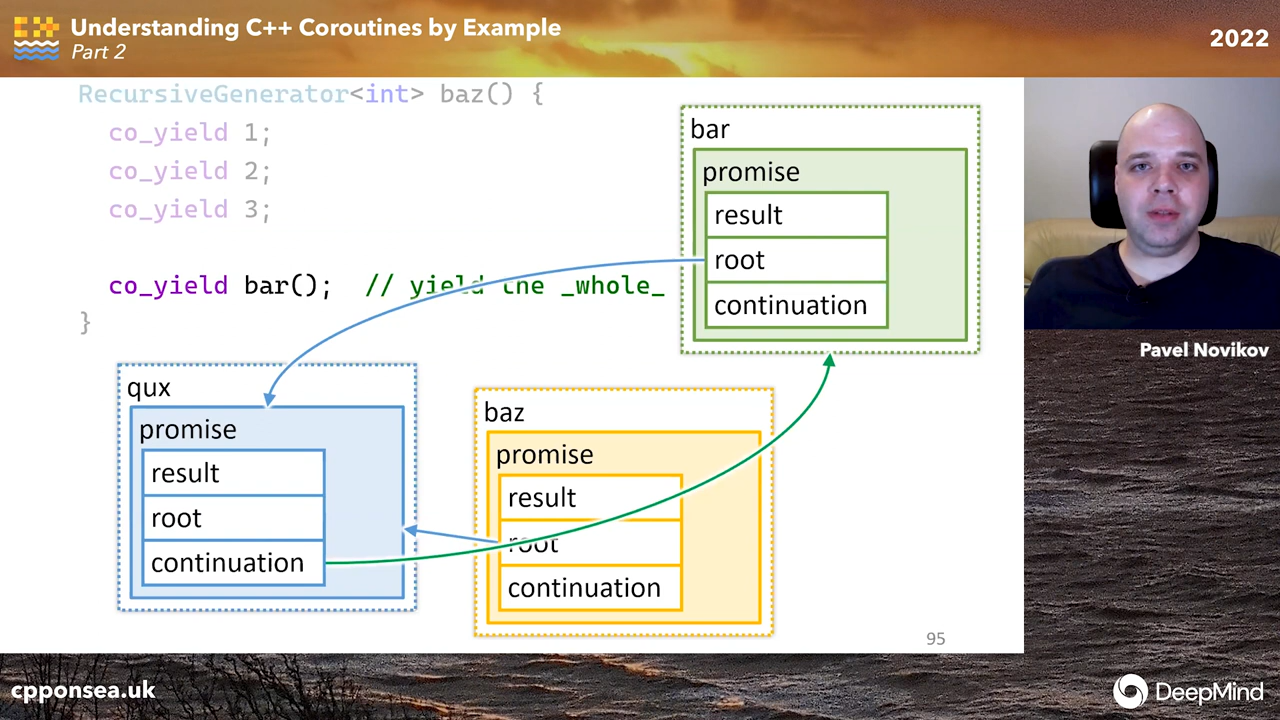 Understanding C++ Coroutines by Example
Part 2
2022
RecursiveGenerator<int> baz() {
co_yield 1;
co_yield 2;
co_yield 3;
co_yield bar(); // yield the _whole_
}
bar
promise
result
root
continuation
qux
promise
result
root
continuation
baz
promise
result
root
continuation
95
Pavel Novikov
cpponsea.uk
DeepMind